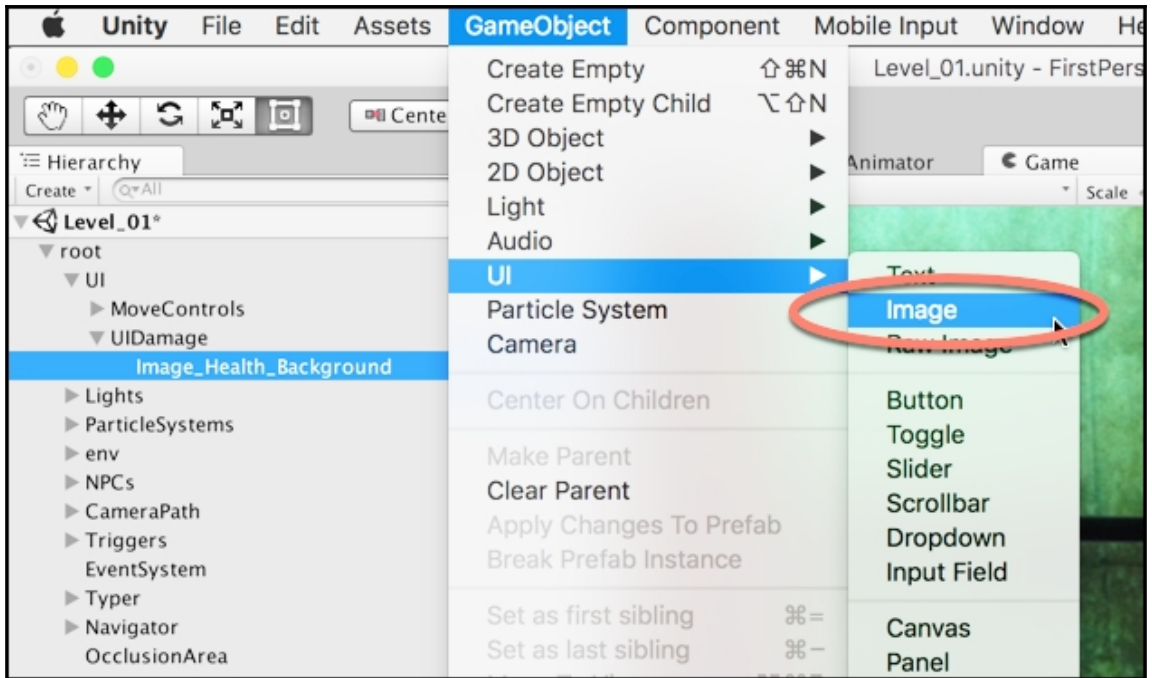 Unity File Edit Assets GameObject Component Mobile Input Window He
Level_01.unity - FirstPers
Cente
Hierarchy
Create All
Level_01*
root
UI
MoveControls
UIDamage
Image_Health_Background
Lights
ParticleSystems
env
NPCs
CameraPath
Triggers
EventSystem
Typer
Navigator
OcclusionArea
Create Empty ⇧⌘N
Create Empty Child ⌥⇧N
3D Object
2D Object
Light
Audio
UI
Particle System
Camera
Center On Children
Make Parent
Clear Parent
Apply Changes To Prefab
Break Prefab Instance
Set as first sibling ⌘=
Set as last sibling ⌘−
Animator Game
Scale
Text
Image
Raw Image
Button
Toggle
Slider
Scrollbar
Dropdown
Input Field
Canvas
Panel